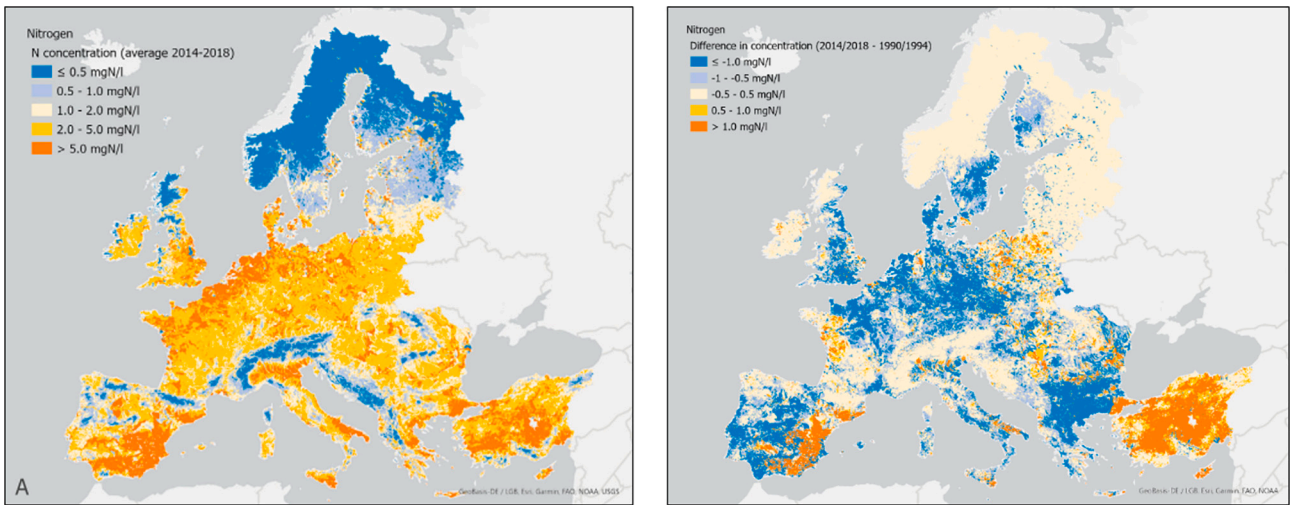 Nitrogen
N concentration (average 2014-2018)
≤ 0.5 mgN/l
0.5 - 1.0 mgN/l
1.0 - 2.0 mgN/l
2.0 - 5.0 mgN/l
> 5.0 mgN/l
A
GeoBasis-DE / LGB, Esri, Garmin, FAO, NOAA, USGS
Nitrogen
Difference in concentration (2014/2018 - 1990/1994)
≤ -1.0 mgN/l
-1 - -0.5 mgN/l
-0.5 - 0.5 mgN/l
0.5 - 1.0 mgN/l
> 1.0 mgN/l
GeoBasis-DE / LGB, Esri, Garmin, FAO, NOAA